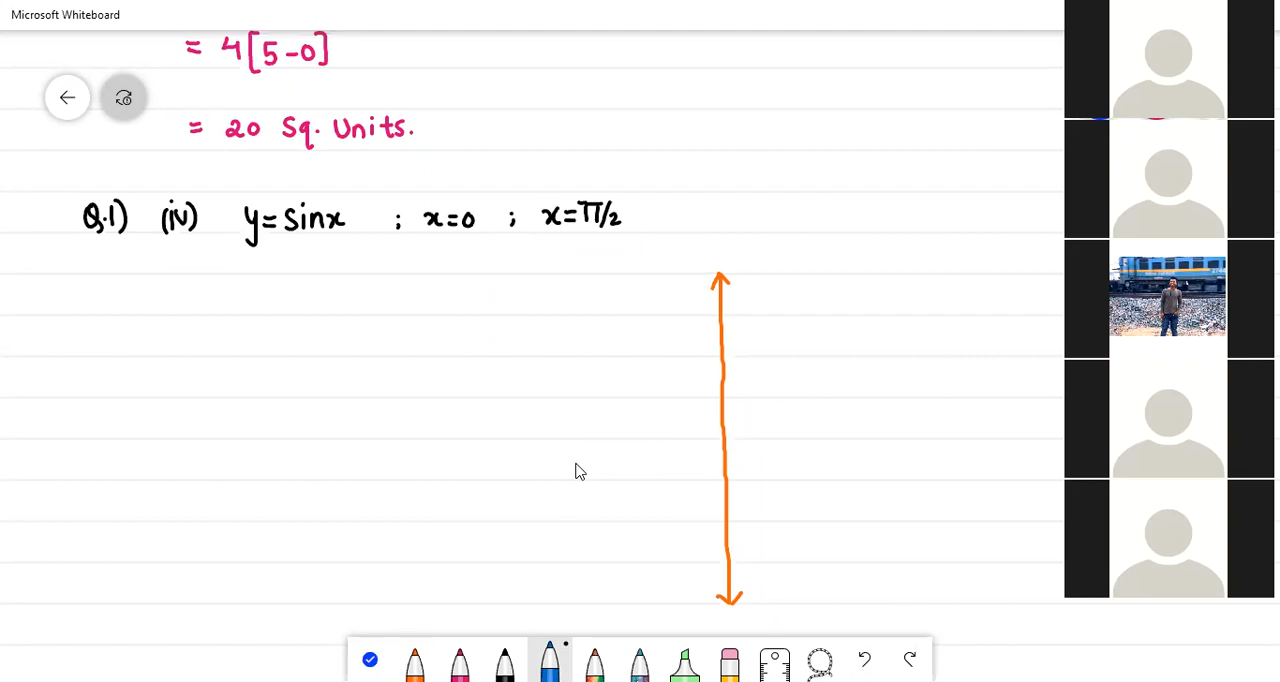 Microsoft Whiteboard
= 4[5-0]
= 20 Sq. Units.
Q.1) (iv) y=sinx ; x=0 ; x=π/2